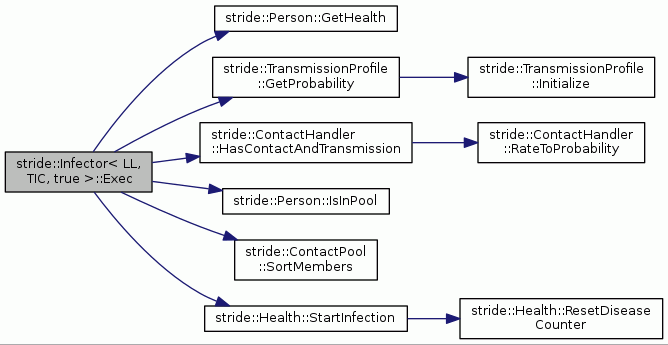 stride::Person::GetHealth
stride::TransmissionProfile
::GetProbability
stride::TransmissionProfile
::Initialize
stride::ContactHandler
::HasContactAndTransmission
stride::ContactHandler
::RateToProbability
stride::Infector< LL,
TIC, true >::Exec
stride::Person::IsInPool
stride::ContactPool
::SortMembers
stride::Health::StartInfection
stride::Health::ResetDisease
Counter